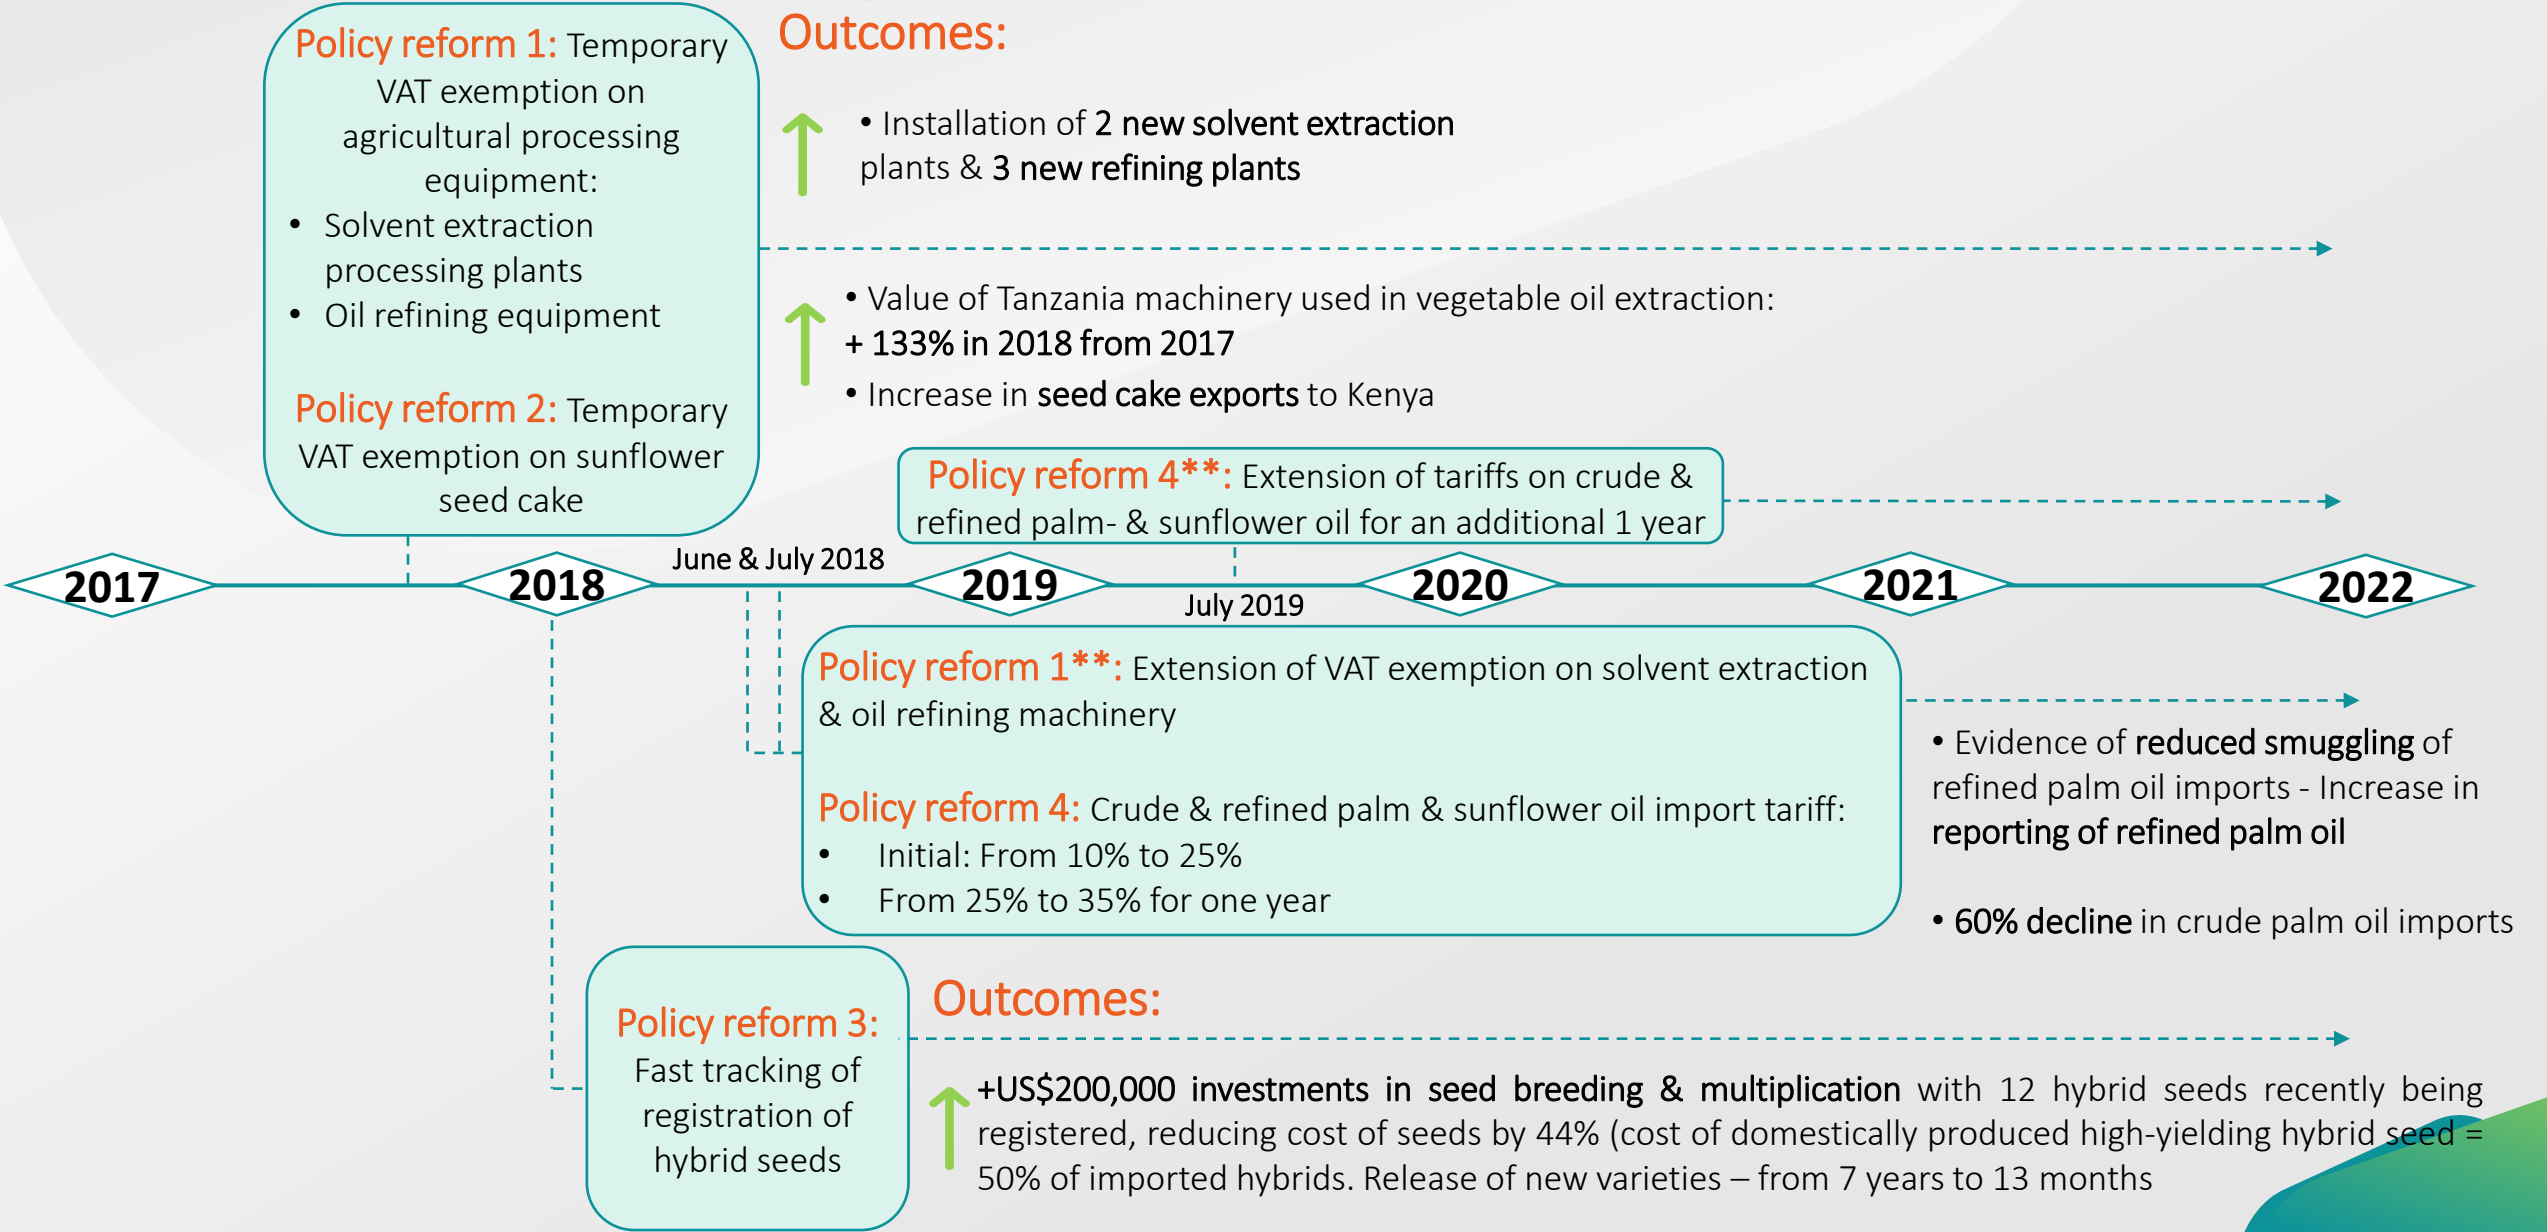 Policy reform 1: Temporary
VAT exemption on
agricultural processing
equipment:
• Solvent extraction
processing plants
• Oil refining equipment
Policy reform 2: Temporary
VAT exemption on sunflower
seed cake
Outcomes:
• Installation of 2 new solvent extraction
plants & 3 new refining plants
• Value of Tanzania machinery used in vegetable oil extraction:
+ 133% in 2018 from 2017
• Increase in seed cake exports to Kenya
Policy reform 4**: Extension of tariffs on crude &
refined palm- & sunflower oil for an additional 1 year
June & July 2018
2017
2018
2019
2020
2021
2022
July 2019
Policy reform 1**: Extension of VAT exemption on solvent extraction
& oil refining machinery
Policy reform 4: Crude & refined palm & sunflower oil import tariff:
• Initial: From 10% to 25%
• From 25% to 35% for one year
• Evidence of reduced smuggling of
refined palm oil imports - Increase in
reporting of refined palm oil
• 60% decline in crude palm oil imports
Policy reform 3:
Fast tracking of
registration of
hybrid seeds
Outcomes:
+US$200,000 investments in seed breeding & multiplication with 12 hybrid seeds recently being
registered, reducing cost of seeds by 44% (cost of domestically produced high-yielding hybrid seed =
50% of imported hybrids. Release of new varieties – from 7 years to 13 months